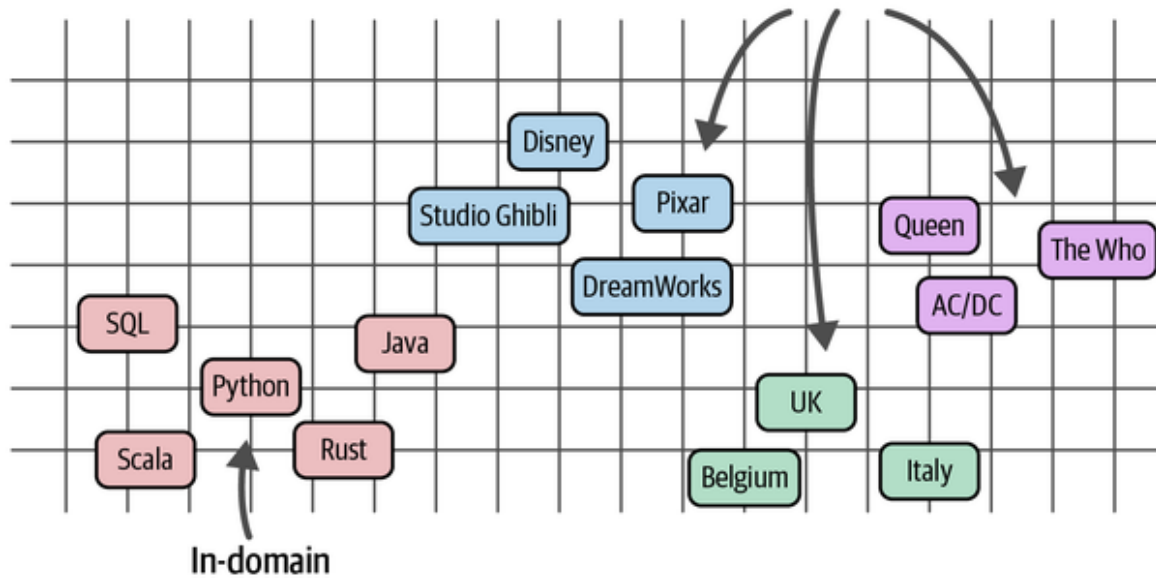 Disney
Pixar
Studio Ghibli
Queen
The Who
DreamWorks
AC/DC
SQL
Java
Python
UK
Rust
Scala
Belgium
Italy
In-domain